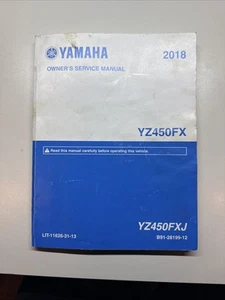 YAMAHA 2018
OWNER'S SERVICE MANUAL
YZ450FX
Read this manual carefully before operating this vehicle.
YZ450FXJ
LIT-11626-31-13 B91-28199-12